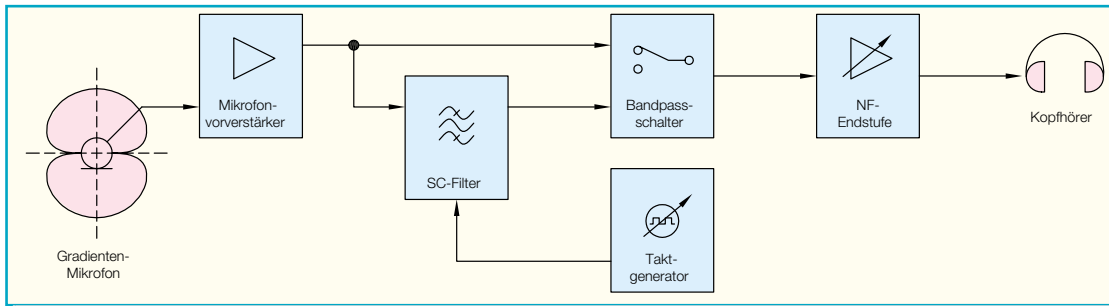 Gradienten-
Mikrofon
Mikrofon-
vorverstärker
SC-Filter
Bandpass-
schalter
Takt-
generator
NF-
Endstufe
Kopfhörer